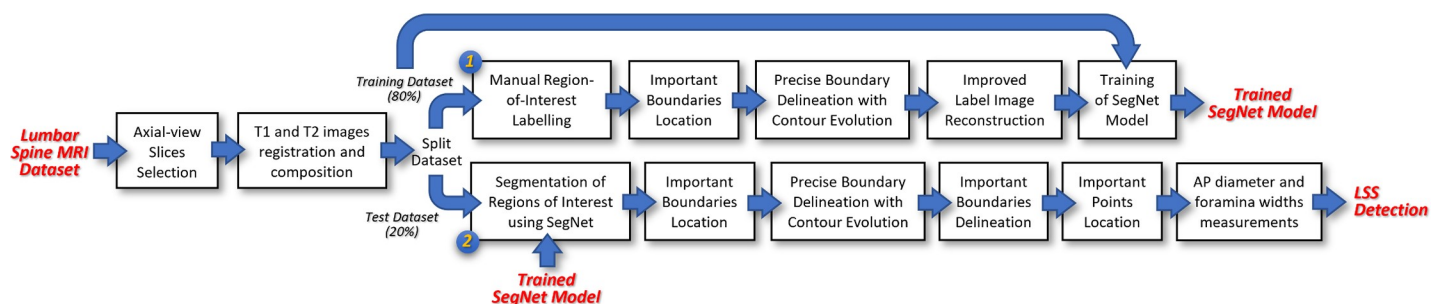 Lumbar
Spine MRI
Dataset
Axial-view
Slices
Selection
T1 and T2 images
registration and
composition
Split
Dataset
Training Dataset
(80%)
1
Manual Region-
of-Interest
Labelling
Important
Boundaries
Location
Precise Boundary
Delineation with
Contour Evolution
Improved
Label Image
Reconstruction
Training
of SegNet
Model
Trained
SegNet Model
Test Dataset
(20%)
2
Segmentation of
Regions of Interest
using SegNet
Trained
SegNet Model
Important
Boundaries
Location
Precise Boundary
Delineation with
Contour Evolution
Important
Boundaries
Delineation
Important
Points
Location
AP diameter and
foramina widths
measurements
LSS
Detection